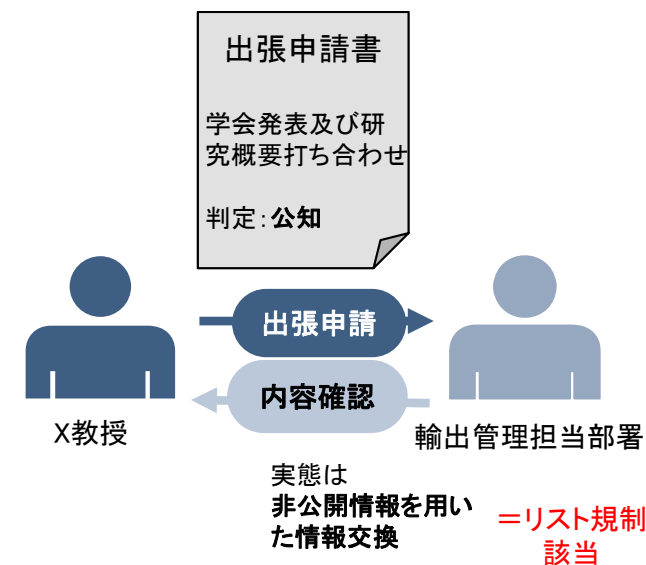 出張申請書
学会発表及び研
究概要打ち合わせ
判定：公知
出張申請
内容確認
X教授
輸出管理担当部署
実態は
非公開情報を用い
た情報交換
＝リスト規制
該当